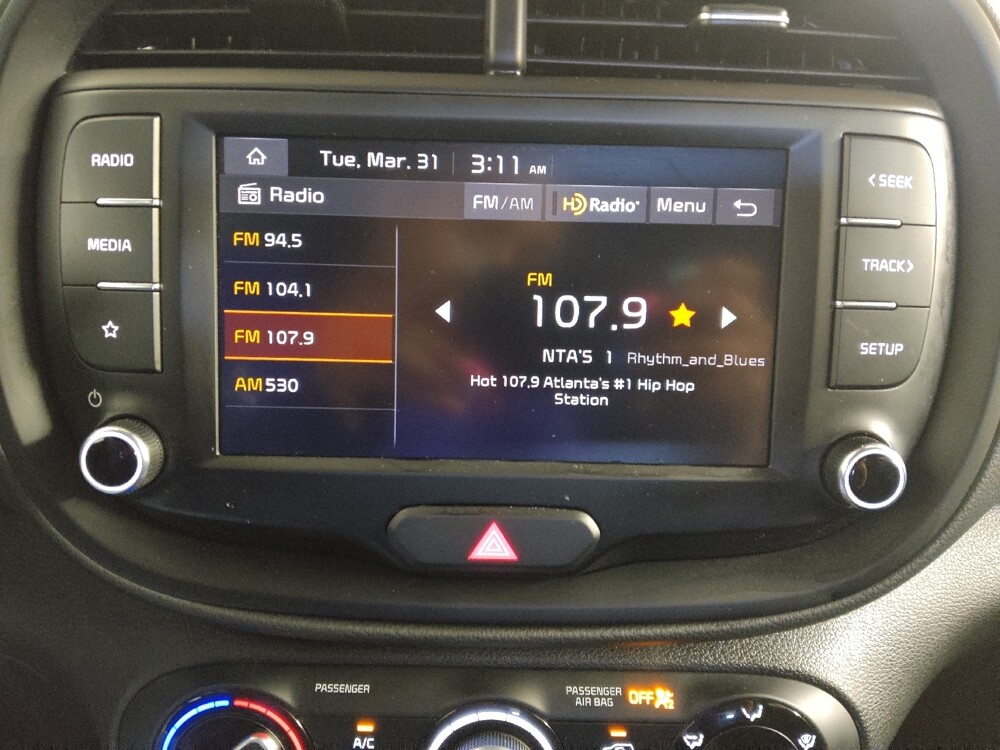 RADIO
MEDIA
Tue, Mar. 31 3:11 AM
Radio FM/AM HD Radio Menu
FM 94.5
FM 104.1
FM 107.9
AM 530
FM
107.9
NTA'S 1 Rhythm_and_Blues
Hot 107.9 Atlanta's #1 Hip Hop
Station
< SEEK
TRACK>
SETUP
PASSENGER
A/C
PASSENGER
AIR BAG
OFF